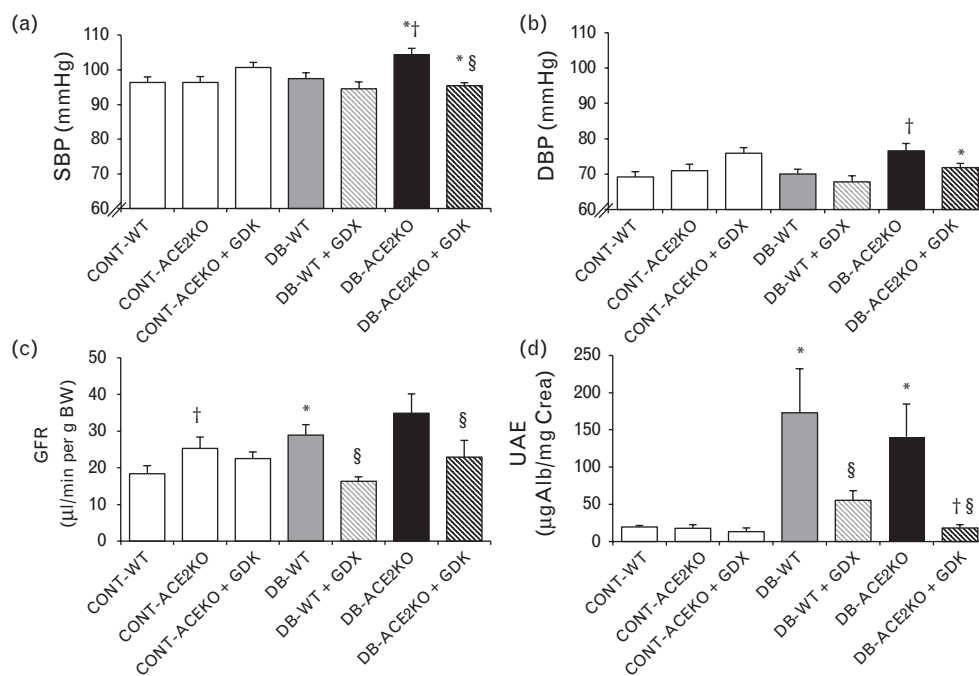 (a)
SBP (mmHg)
110
100
90
80
70
60
*†
* §
CONT-WT
CONT-ACE2KO
CONT-ACEKO + GDK
DB-WT
DB-WT + GDX
DB-ACE2KO
DB-ACE2KO + GDK
(b)
DBP (mmHg)
110
100
90
80
70
60
†
*
CONT-WT
CONT-ACE2KO
CONT-ACEKO + GDX
DB-WT
DB-WT + GDX
DB-ACE2KO
DB-ACE2KO + GDK
(c)
GFR
(µl/min per g BW)
50
40
30
20
10
0
†
*
§
§
CONT-WT
CONT-ACE2KO
CONT-ACEKO + GDK
DB-WT
DB-WT + GDX
DB-ACE2KO
DB-ACE2KO + GDK
(d)
UAE
(µgAlb/mg Crea)
250
200
150
100
50
0
*
§
*
† §
CONT-WT
CONT-ACE2KO
CONT-ACEKO + GDX
DB-WT
DB-WT + GDX
DB-ACE2KO
DB-ACE2KO + GDK